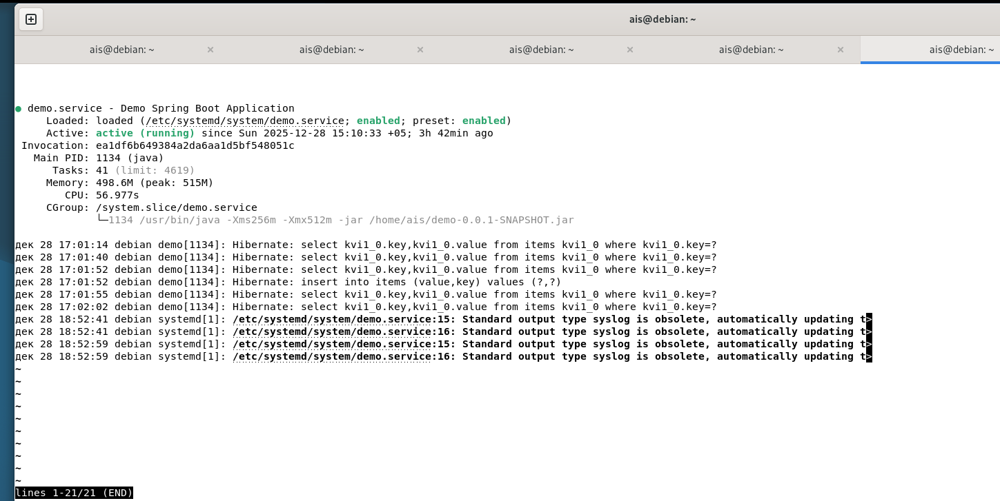 ais@debian: ~
ais@debian: ~ × ais@debian: ~ × ais@debian: ~ × ais@debian: ~ × ais@debian: ~
● demo.service - Demo Spring Boot Application
     Loaded: loaded (/etc/systemd/system/demo.service; enabled; preset: enabled)
     Active: active (running) since Sun 2025-12-28 15:10:33 +05; 3h 42min ago
 Invocation: ea1df6b649384a2da6aa1d5bf548051c
   Main PID: 1134 (java)
      Tasks: 41 (limit: 4619)
     Memory: 498.6M (peak: 515M)
        CPU: 56.977s
     CGroup: /system.slice/demo.service
             └─1134 /usr/bin/java -Xms256m -Xmx512m -jar /home/ais/demo-0.0.1-SNAPSHOT.jar
дек 28 17:01:14 debian demo[1134]: Hibernate: select kvi1_0.key,kvi1_0.value from items kvi1_0 where kvi1_0.key=?
дек 28 17:01:40 debian demo[1134]: Hibernate: select kvi1_0.key,kvi1_0.value from items kvi1_0 where kvi1_0.key=?
дек 28 17:01:52 debian demo[1134]: Hibernate: select kvi1_0.key,kvi1_0.value from items kvi1_0 where kvi1_0.key=?
дек 28 17:01:52 debian demo[1134]: Hibernate: insert into items (value,key) values (?,?)
дек 28 17:01:55 debian demo[1134]: Hibernate: select kvi1_0.key,kvi1_0.value from items kvi1_0 where kvi1_0.key=?
дек 28 17:02:02 debian demo[1134]: Hibernate: select kvi1_0.key,kvi1_0.value from items kvi1_0 where kvi1_0.key=?
дек 28 18:52:41 debian systemd[1]: /etc/systemd/system/demo.service:15: Standard output type syslog is obsolete, automatically updating t>
дек 28 18:52:41 debian systemd[1]: /etc/systemd/system/demo.service:16: Standard output type syslog is obsolete, automatically updating t>
дек 28 18:52:59 debian systemd[1]: /etc/systemd/system/demo.service:15: Standard output type syslog is obsolete, automatically updating t>
дек 28 18:52:59 debian systemd[1]: /etc/systemd/system/demo.service:16: Standard output type syslog is obsolete, automatically updating t>
~
~
~
~
~
~
~
~
~
~
lines 1-21/21 (END)